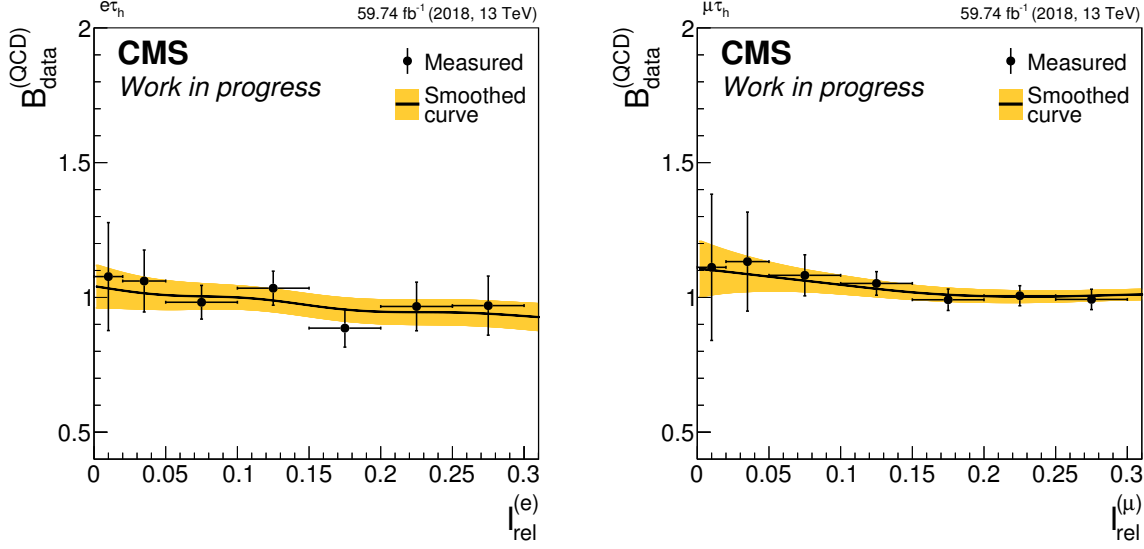 eτh 59.74 fb-1 (2018, 13 TeV)
B(QCD)data
2
1.5
1
0.5
CMS
Work in progress
Measured
Smoothed
curve
0 0.05 0.1 0.15 0.2 0.25 0.3
I(e)rel
μτh 59.74 fb-1 (2018, 13 TeV)
B(QCD)data
2
1.5
1
0.5
CMS
Work in progress
Measured
Smoothed
curve
0 0.05 0.1 0.15 0.2 0.25 0.3
I(μ)rel